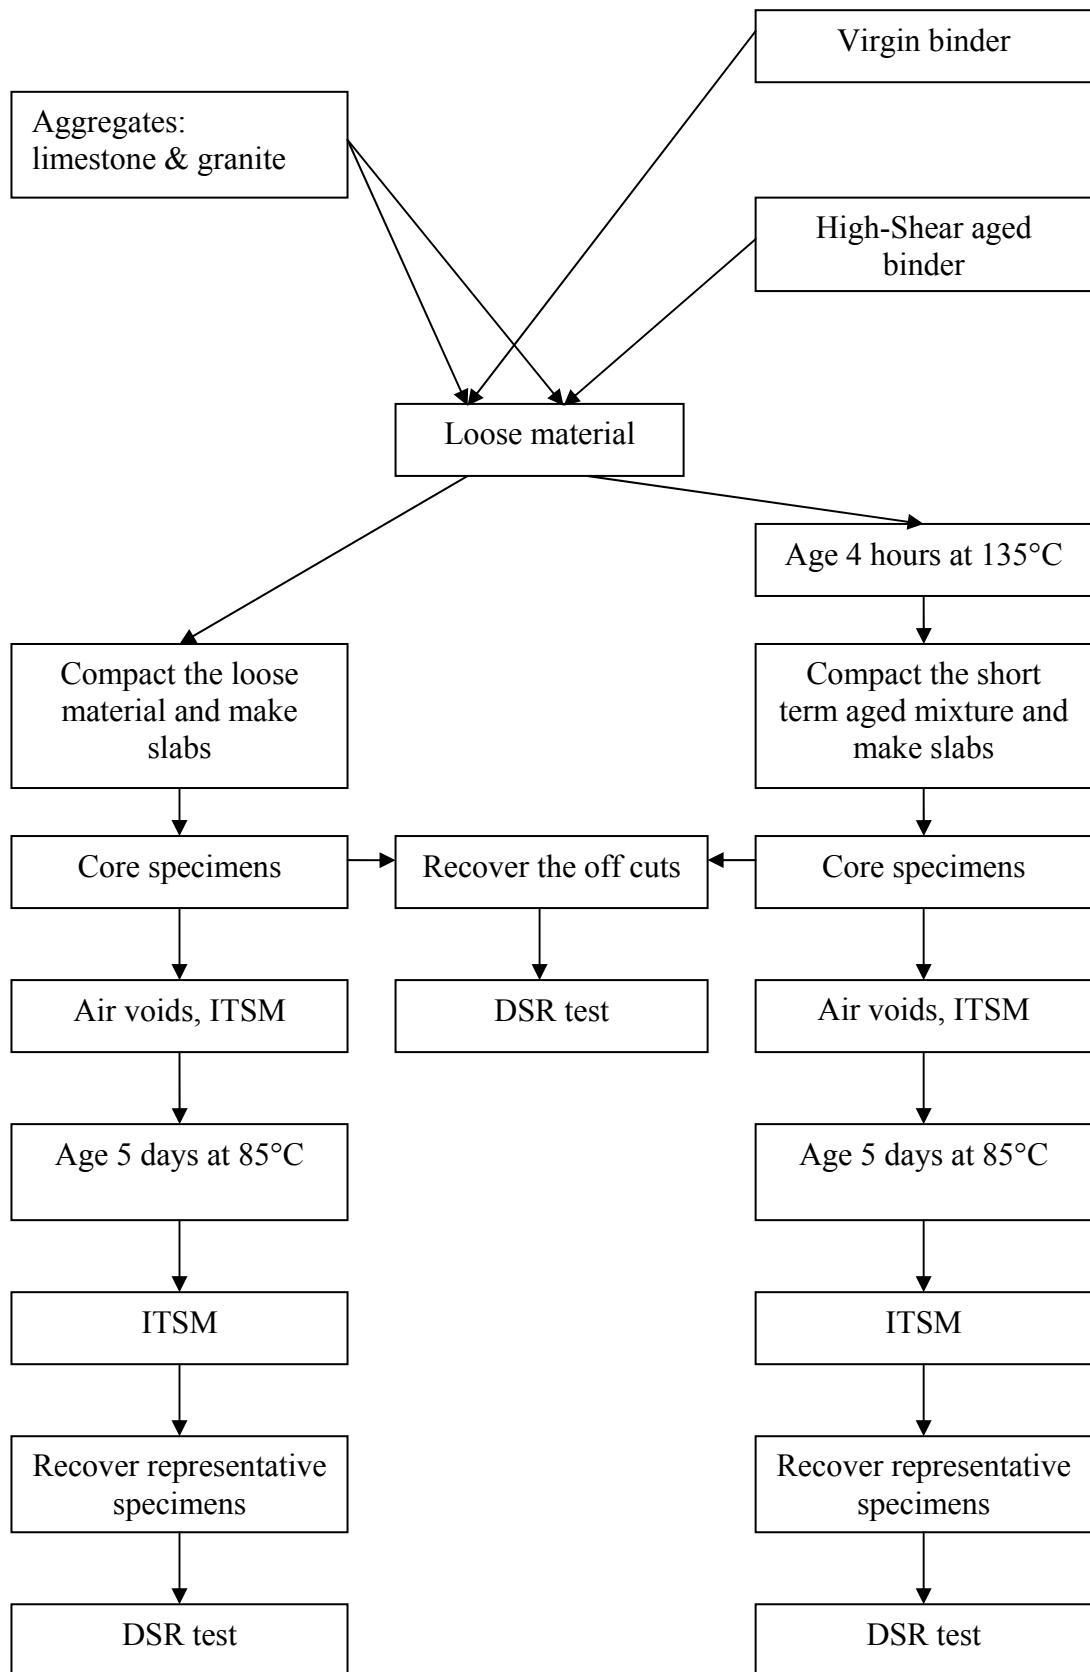 Virgin binder
Aggregates:
limestone & granite
High-Shear aged
binder
Loose material
Age 4 hours at 135°C
Compact the loose
material and make
slabs
Compact the short
term aged mixture and
make slabs
Core specimens
Recover the off cuts
Core specimens
Air voids, ITSM
DSR test
Air voids, ITSM
Age 5 days at 85°C
Age 5 days at 85°C
ITSM
ITSM
Recover representative
specimens
Recover representative
specimens
DSR test
DSR test